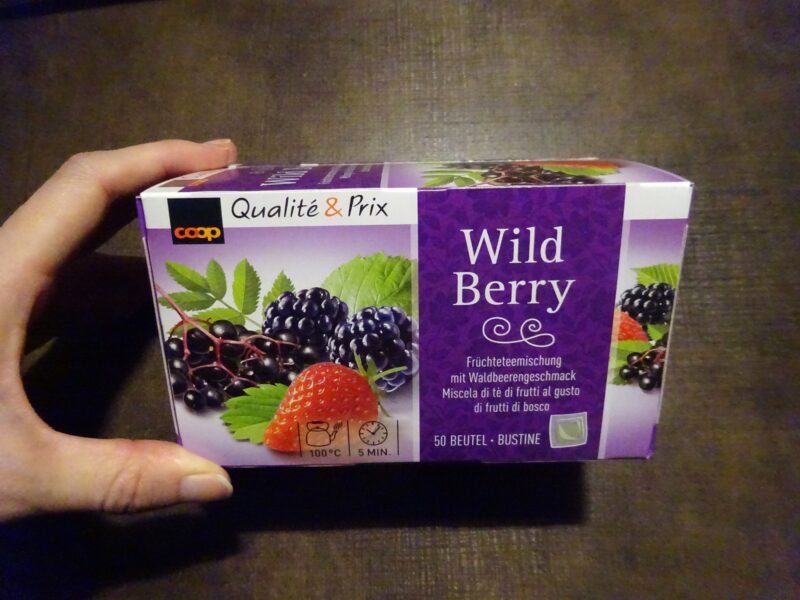 Wild
coop
Qualité & Prix
Wild
Berry
Früchteteemischung
mit Waldbeerengeschmack
Miscela di tè di frutti al gusto
di frutti di bosco
50 BEUTEL • BUSTINE
100°C
5 MIN.